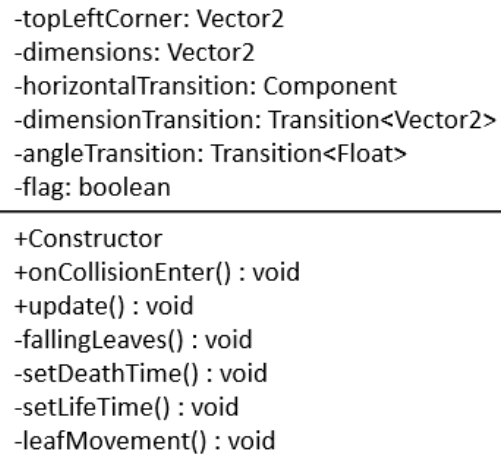 -topLeftCorner: Vector2
-dimensions: Vector2
-horizontalTransition: Component
-dimensionTransition: Transition<Vector2>
-angleTransition: Transition<Float>
-flag: boolean
+Constructor
+onCollisionEnter() : void
+update() : void
-fallingLeaves() : void
-setDeathTime() : void
-setLifeTime() : void
-leafMovement() : void